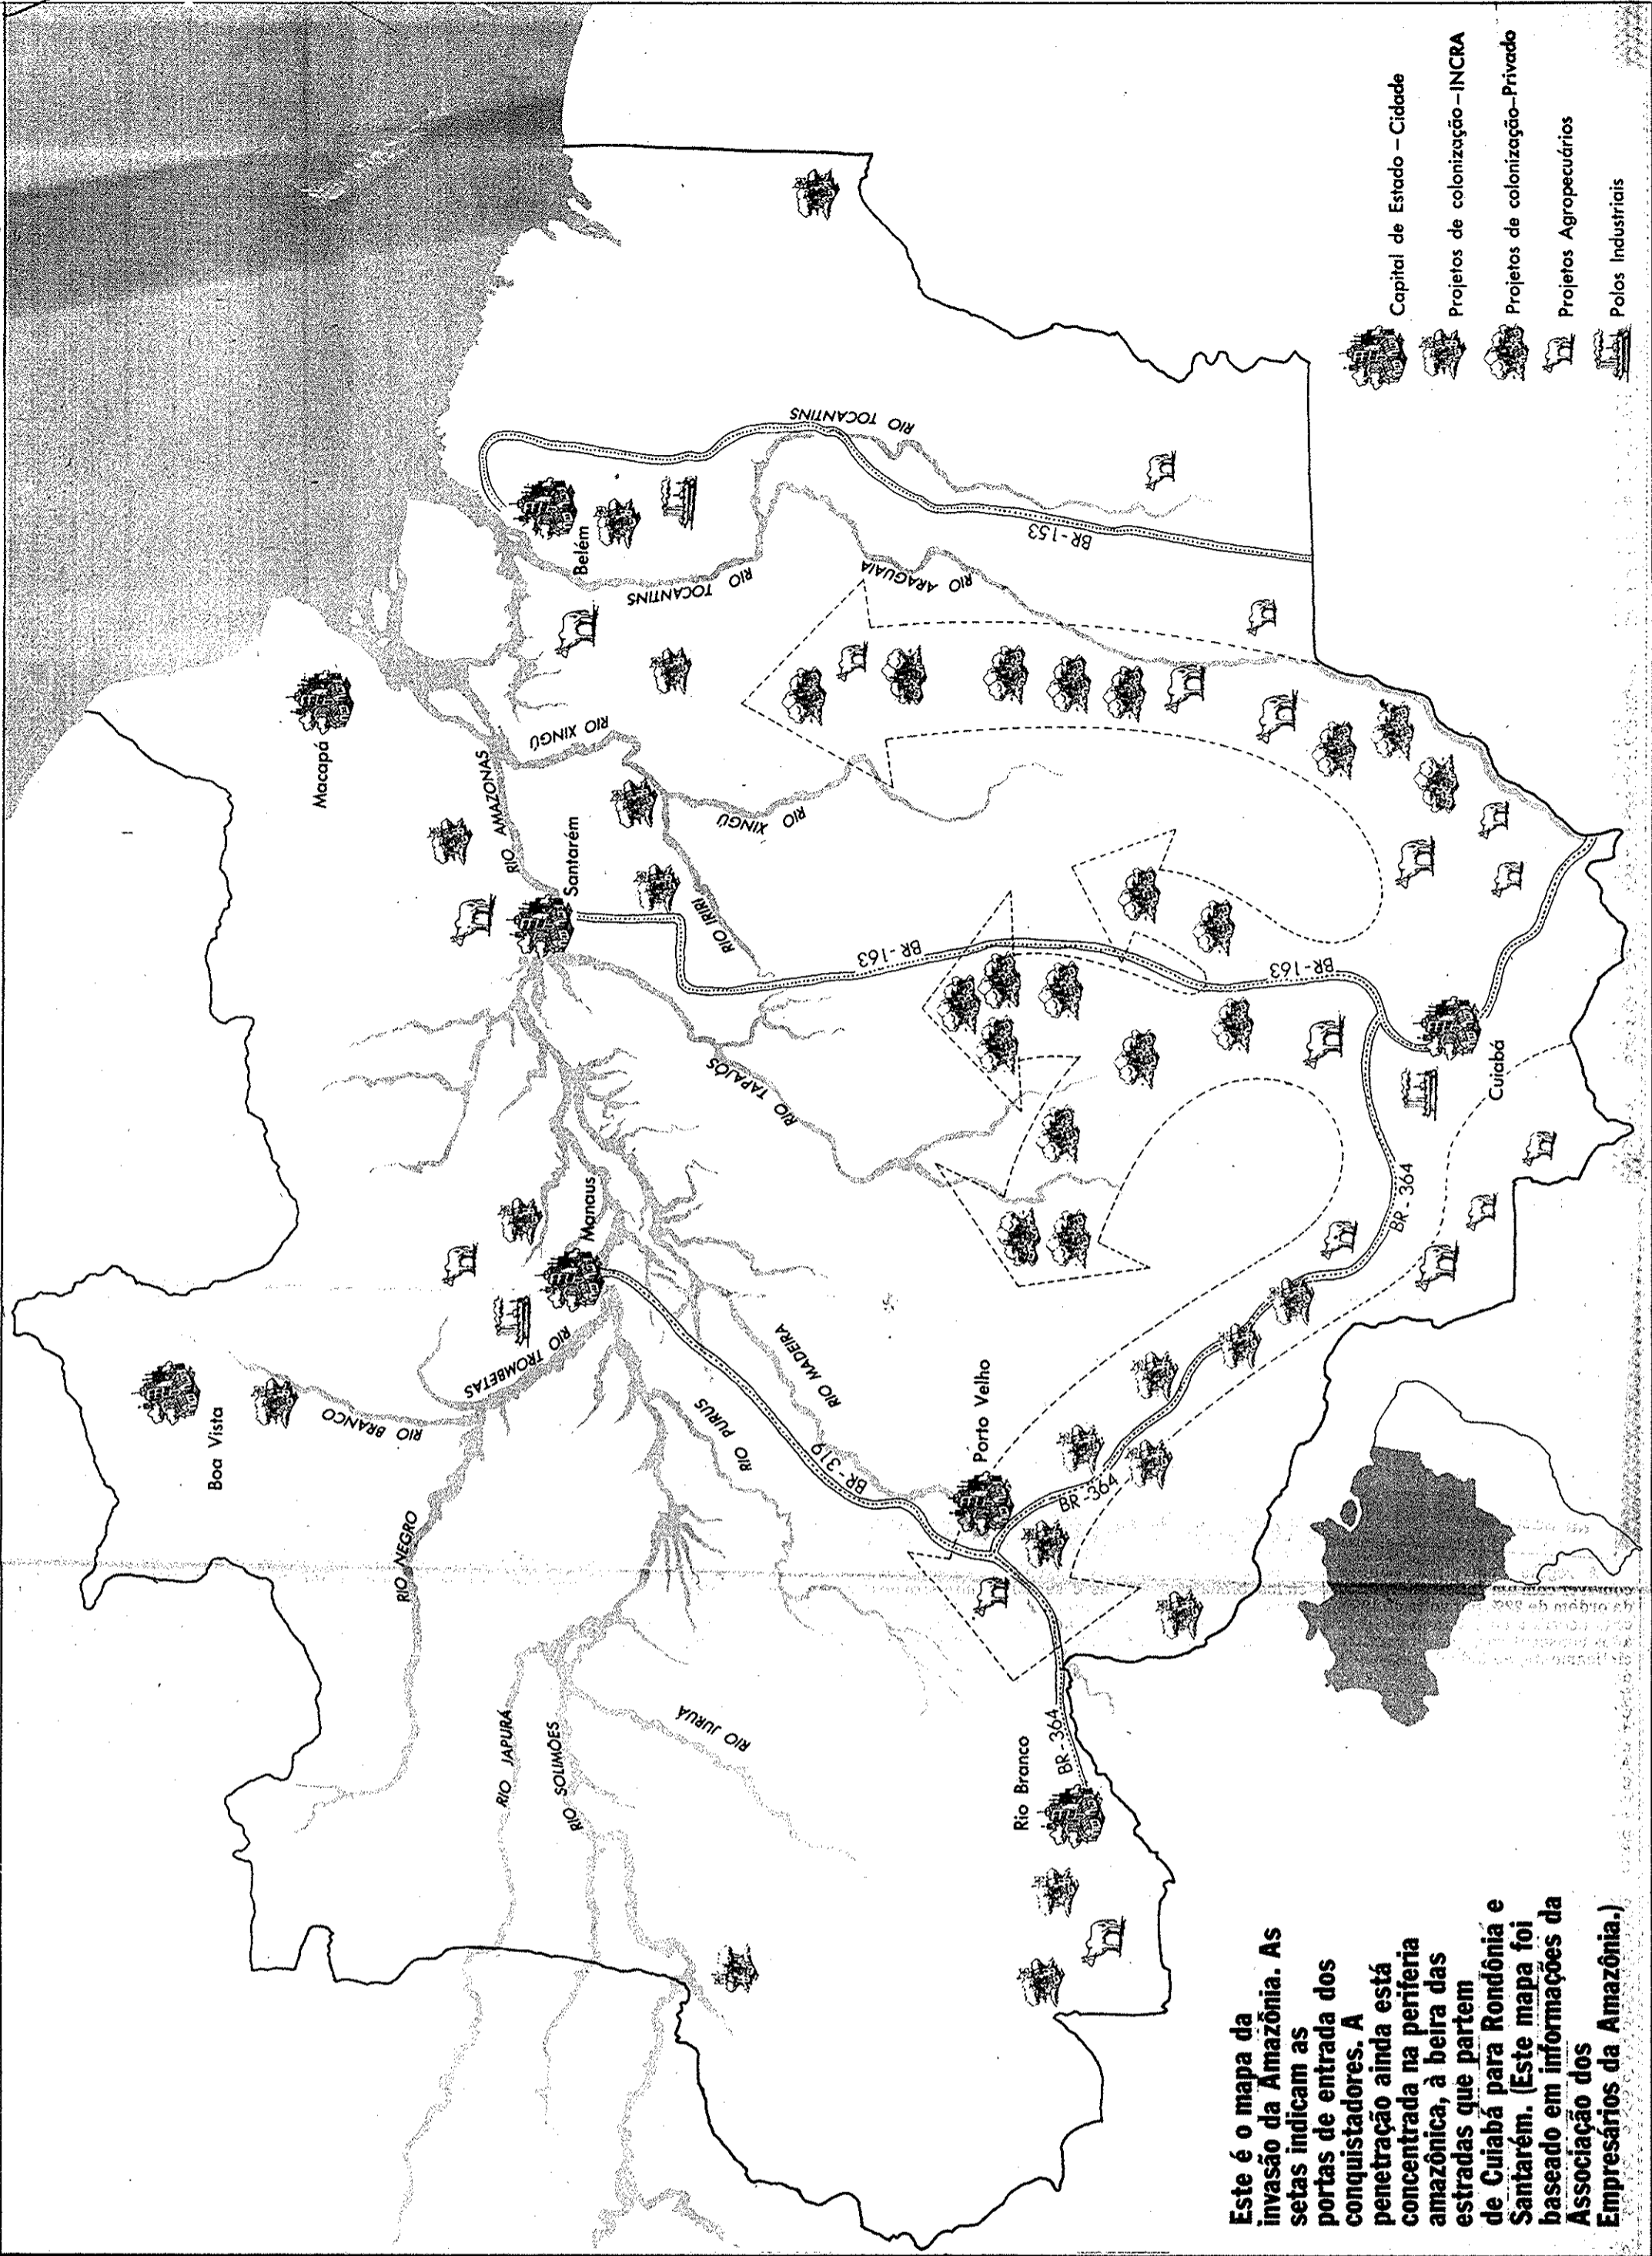 Este é o mapa da
invasão da Amazônia. As
setas indicam as
portas de entrada dos
conquistadores. A
penetração ainda está
concentrada na periferia
amazônica, à beira das
estradas que partem
de Cuiabá para Rondônia e
Santarém. (Este mapa foi
baseado em informações da
Associação dos
Empresários da Amazônia.)
Capital de Estado – Cidade
Projetos de colonização – INCRA
Projetos de colonização – Privado
Projetos Agropecuários
Polos Industriais
Boa Vista
Macapá
RIO BRANCO
RIO NEGRO
RIO TROMBETAS
RIO AMAZONAS
Manaus
Santarém
Belém
RIO JAPURÁ
RIO SOLIMÕES
RIO JURUÁ
RIO PURUS
RIO MADEIRA
BR-319
RIO TAPAJÓS
RIO IRIRI
RIO XINGÚ
RIO XINGÚ
RIO TOCANTINS
RIO TOCANTINS
RIO ARAGUAIA
BR-163
BR-163
BR-153
Porto Velho
Rio Branco
BR-364
BR-364
BR-364
Cuiabá
da ordem de 22%